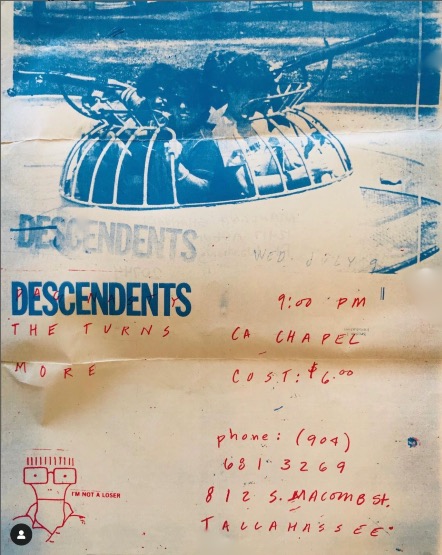 DESCENDENTS
WED. JULY 9
DESCENDENTS
9:00 PM
THE TURNS
CA CHAPEL
MORE
COST: $6.00
phone: (904)
681 3269
812 S. MACOMB St.
TALLAHASSEE
I'M NOT A LOSER